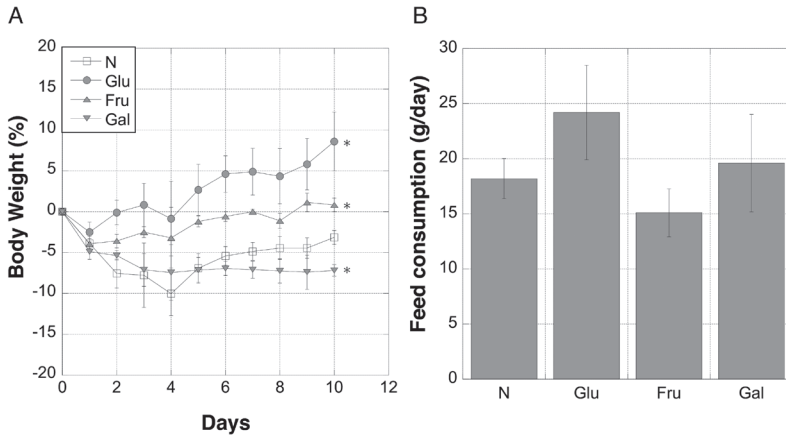 A
Body Weight (%)
20
15
10
5
0
-5
-10
-15
-20
N
Glu
Fru
Gal
*
*
*
0 2 4 6 8 10 12
Days
B
Feed consumption (g/day)
30
25
20
15
10
5
0
N Glu Fru Gal